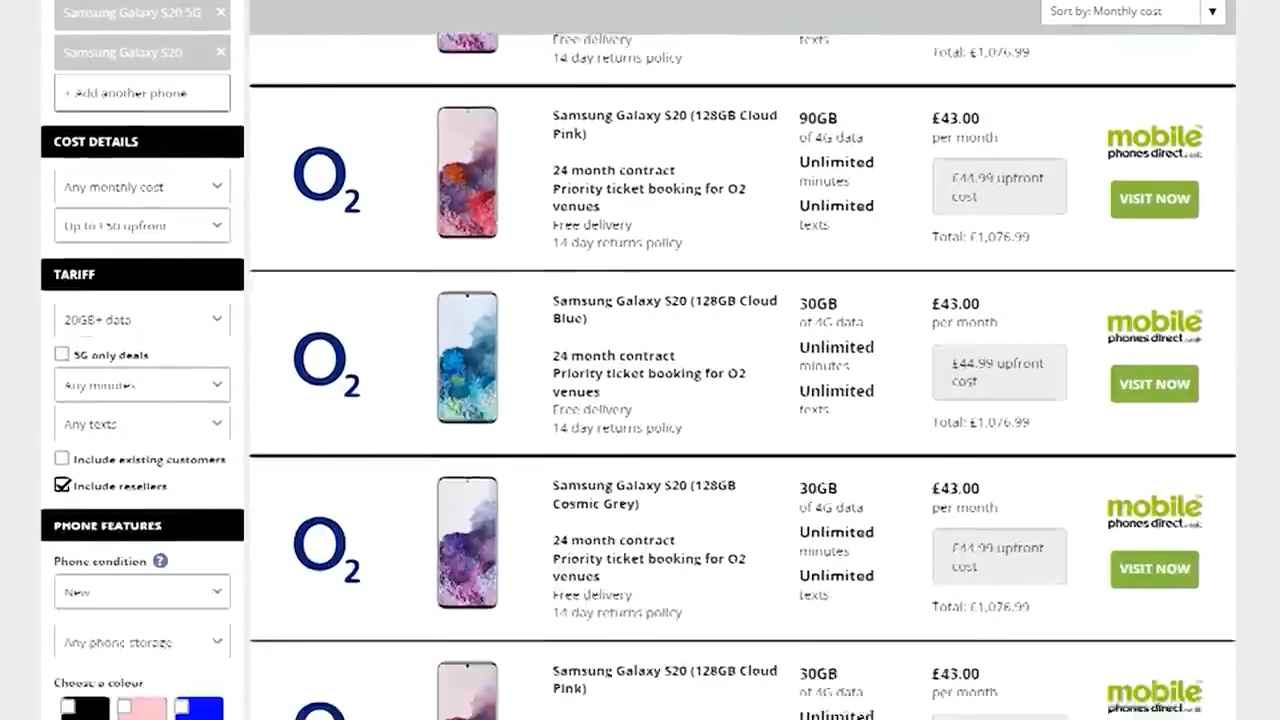 Samsung Galaxy S20 5G ×
Samsung Galaxy S20 ×
+ Add another phone
COST DETAILS
Any monthly cost
Up to £50 upfront
TARIFF
20GB+ data
5G only deals
Any minutes
Any texts
Include existing customers
Include resellers
PHONE FEATURES
Phone condition ?
New
Any phone storage
Choose a colour
Sort by: Monthly cost
Free delivery
14 day returns policy
texts
Total: £1,076.99
O2
Samsung Galaxy S20 (128GB Cloud
Pink)
24 month contract
Priority ticket booking for O2
venues
Free delivery
14 day returns policy
90GB
of 4G data
Unlimited
minutes
Unlimited
texts
£43.00
per month
£44.99 upfront
cost
Total: £1,076.99
mobile
phones direct.co.uk
VISIT NOW
O2
Samsung Galaxy S20 (128GB Cloud
Blue)
24 month contract
Priority ticket booking for O2
venues
Free delivery
14 day returns policy
30GB
of 4G data
Unlimited
minutes
Unlimited
texts
£43.00
per month
£44.99 upfront
cost
Total: £1,076.99
mobile
phones direct.co.uk
VISIT NOW
O2
Samsung Galaxy S20 (128GB
Cosmic Grey)
24 month contract
Priority ticket booking for O2
venues
Free delivery
14 day returns policy
30GB
of 4G data
Unlimited
minutes
Unlimited
texts
£43.00
per month
£44.99 upfront
cost
Total: £1,076.99
mobile
phones direct.co.uk
VISIT NOW
Samsung Galaxy S20 (128GB Cloud
Pink)
30GB
of 4G data
Unlimited
£43.00
per month
mobile
phones direct.co.uk